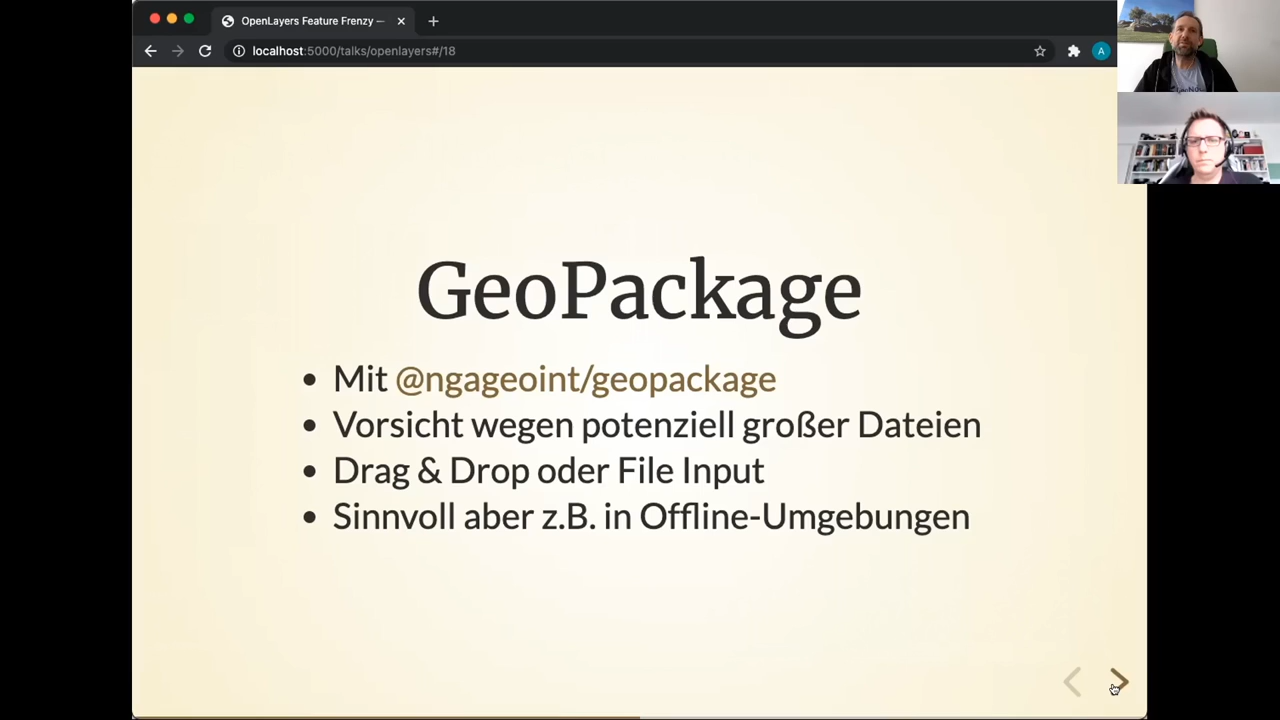 OpenLayers Feature Frenzy —
localhost:5000/talks/openlayers#/18
A
GeoPackage
Mit @ngageoint/geopackage
Vorsicht wegen potenziell großer Dateien
Drag & Drop oder File Input
Sinnvoll aber z.B. in Offline-Umgebungen